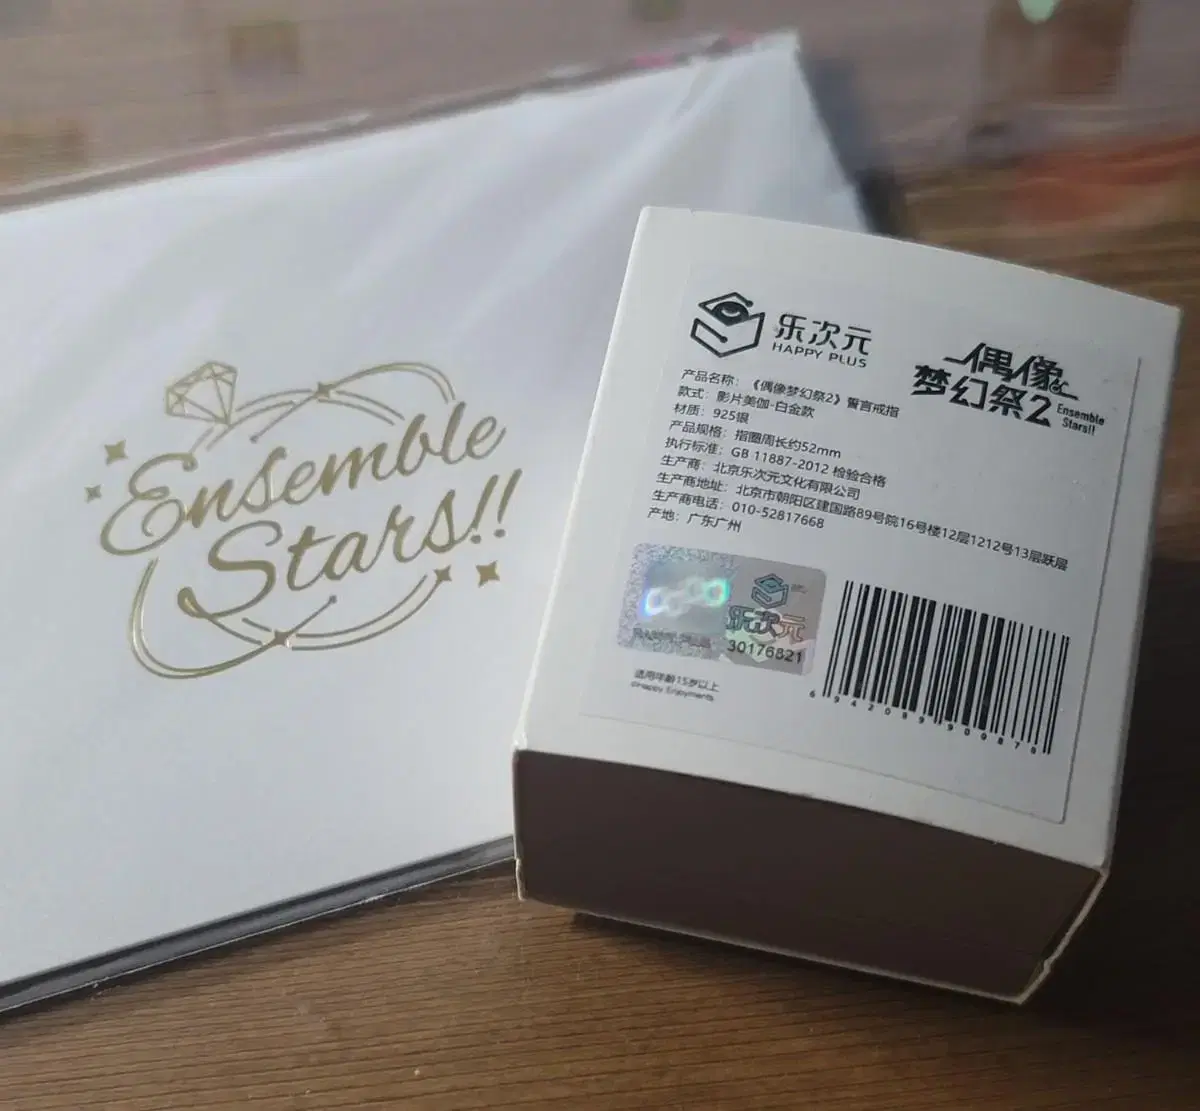 Ensemble
Stars!!
乐次元
HAPPY PLUS
偶像
梦幻祭2
Ensemble
Stars!!
产品名称：《偶像梦幻祭2》誓言戒指
款式：影片美伽-白金款
材质：925银
产品规格：指圈周长约52mm
执行标准：GB 11887-2012 检验合格
生产商：北京乐次元文化有限公司
生产商地址：北京市朝阳区建国路89号院16号楼12层1212号13层跃层
生产商电话：010-52817668
产地：广东广州
乐次元
HAPPY PLUS
30176821
适用年龄15岁以上
©Happy Elements